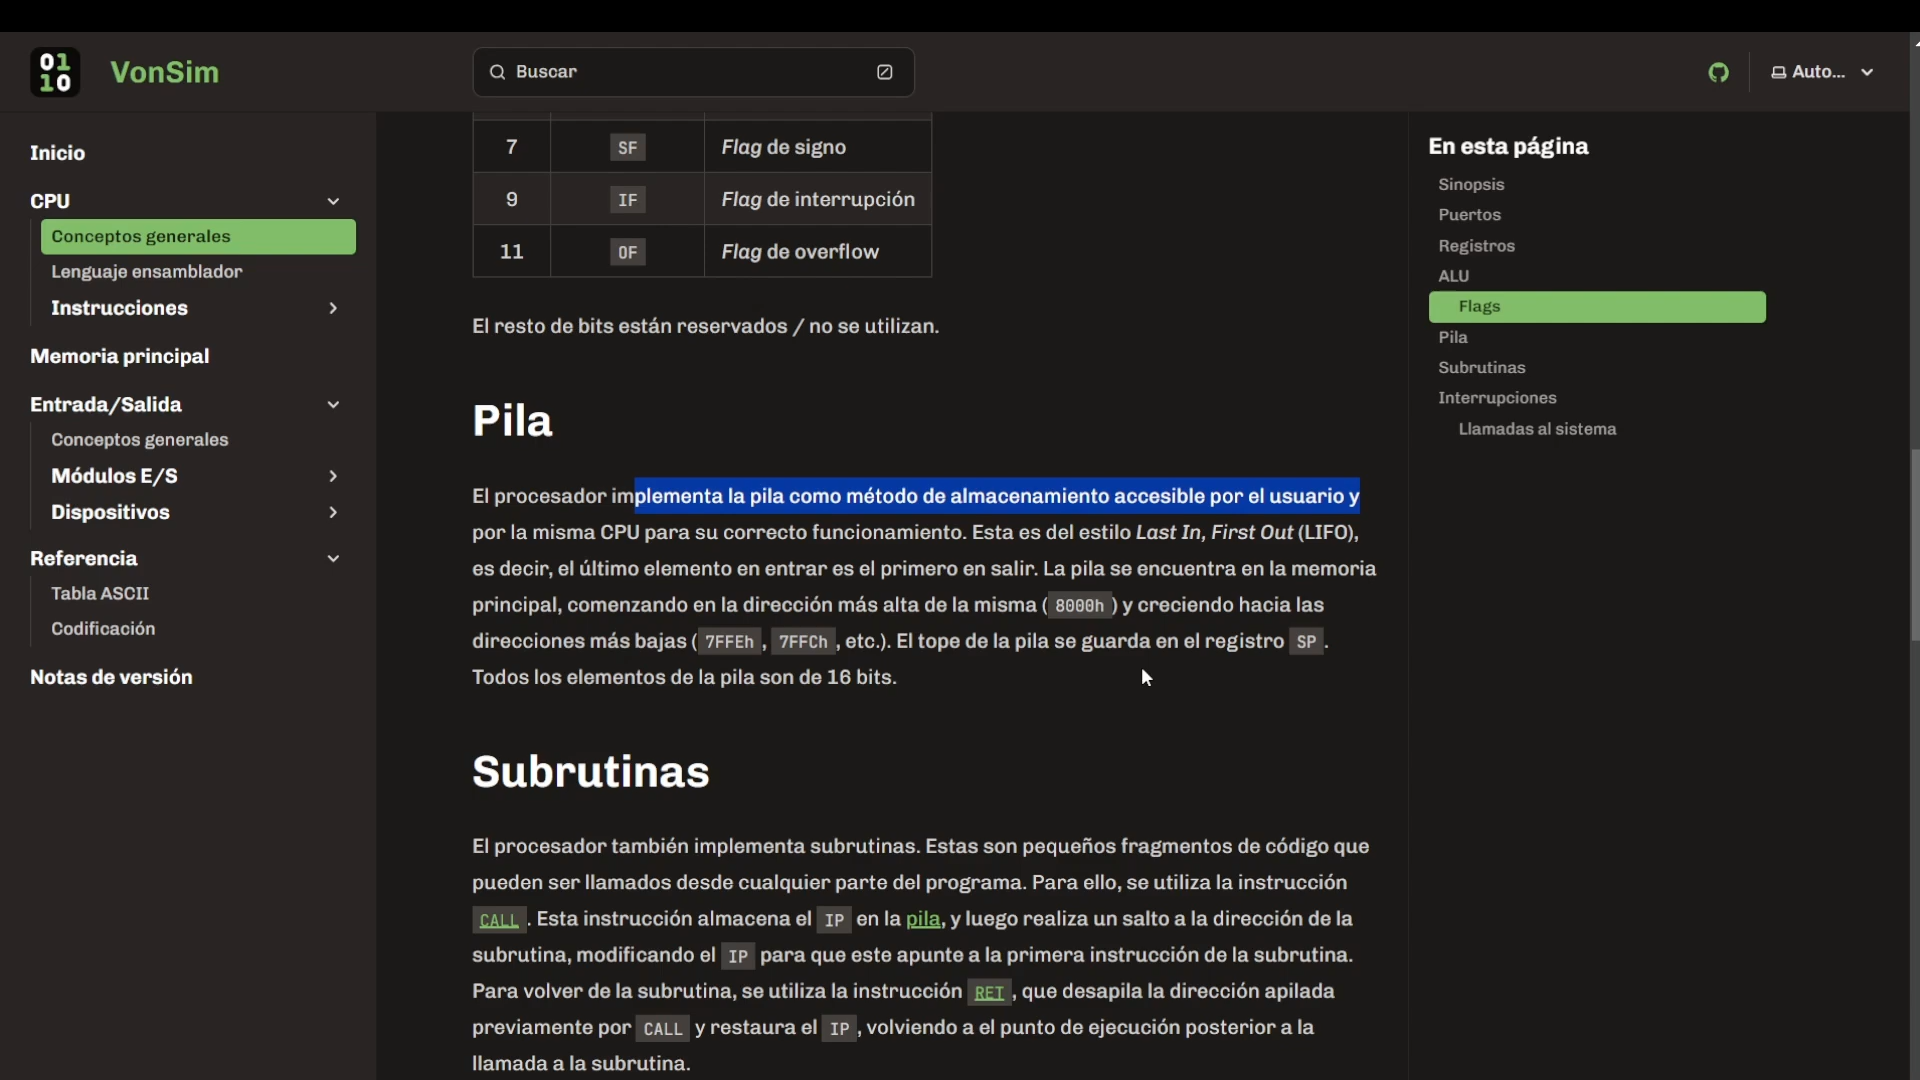 01
10
VonSim
Buscar
Auto...
Inicio
CPU
Conceptos generales
Lenguaje ensamblador
Instrucciones
Memoria principal
Entrada/Salida
Conceptos generales
Módulos E/S
Dispositivos
Referencia
Tabla ASCII
Codificación
Notas de versión
7 SF Flag de signo
9 IF Flag de interrupción
11 OF Flag de overflow
El resto de bits están reservados / no se utilizan.
Pila
El procesador implementa la pila como método de almacenamiento accesible por el usuario y
por la misma CPU para su correcto funcionamiento. Esta es del estilo Last In, First Out (LIFO),
es decir, el último elemento en entrar es el primero en salir. La pila se encuentra en la memoria
principal, comenzando en la dirección más alta de la misma ( 8000h ) y creciendo hacia las
direcciones más bajas ( 7FFEh , 7FFCh , etc.). El tope de la pila se guarda en el registro SP .
Todos los elementos de la pila son de 16 bits.
Subrutinas
El procesador también implementa subrutinas. Estas son pequeños fragmentos de código que
pueden ser llamados desde cualquier parte del programa. Para ello, se utiliza la instrucción
CALL . Esta instrucción almacena el IP en la pila, y luego realiza un salto a la dirección de la
subrutina, modificando el IP para que este apunte a la primera instrucción de la subrutina.
Para volver de la subrutina, se utiliza la instrucción RET , que desapila la dirección apilada
previamente por CALL y restaura el IP , volviendo a el punto de ejecución posterior a la
llamada a la subrutina.
En esta página
Sinopsis
Puertos
Registros
ALU
Flags
Pila
Subrutinas
Interrupciones
Llamadas al sistema